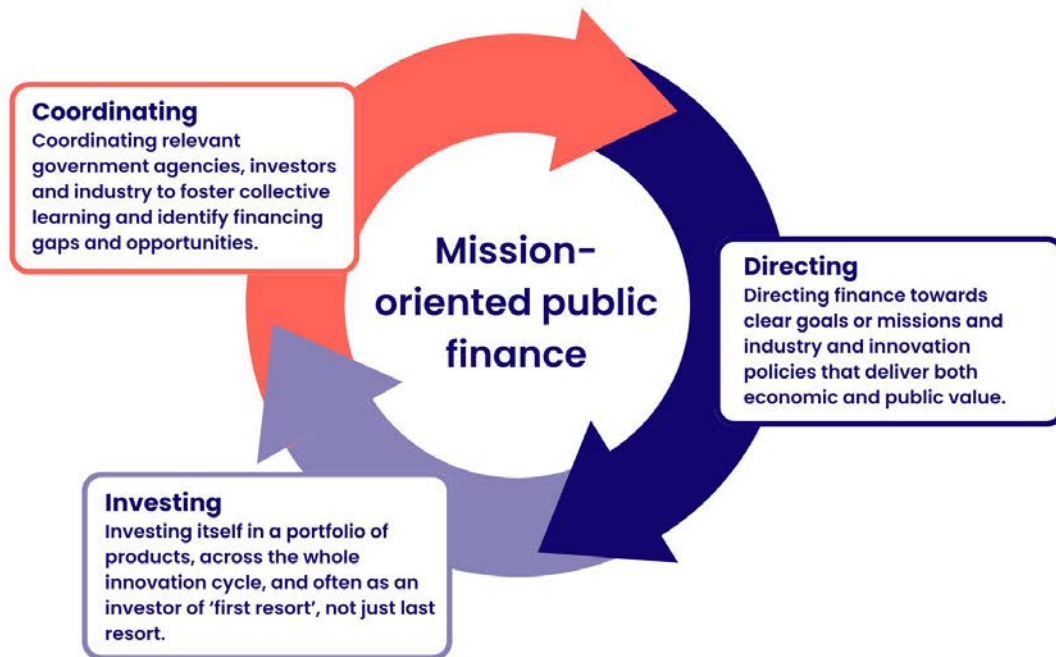 Coordinating
Coordinating relevant
government agencies, investors
and industry to foster collective
learning and identify financing
gaps and opportunities.
Mission-
oriented public
finance
Directing
Directing finance towards
clear goals or missions and
industry and innovation
policies that deliver both
economic and public value.
Investing
Investing itself in a portfolio of
products, across the whole
innovation cycle, and often as an
investor of ‘first resort’, not just last
resort.